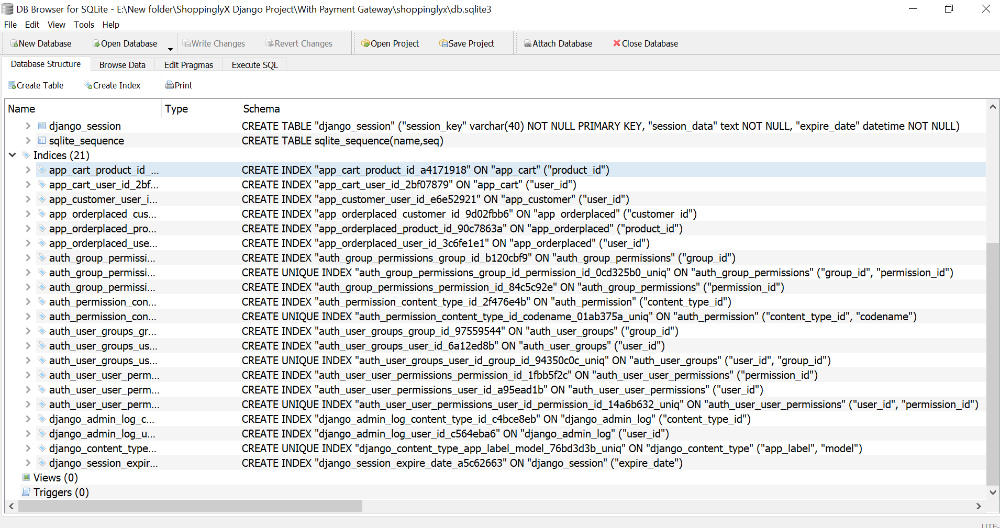 DB Browser for SQLite - E:\New folder\ShoppinglyX Django Project\With Payment Gateway\shoppinglyx\db.sqlite3
File Edit View Tools Help
New Database Open Database Write Changes Revert Changes Open Project Save Project Attach Database Close Database
Database Structure Browse Data Edit Pragmas Execute SQL
Create Table Create Index Print
Name Type Schema
django_session CREATE TABLE "django_session" ("session_key" varchar(40) NOT NULL PRIMARY KEY, "session_data" text NOT NULL, "expire_date" datetime NOT NULL)
sqlite_sequence CREATE TABLE sqlite_sequence(name,seq)
Indices (21)
app_cart_product_id_... CREATE INDEX "app_cart_product_id_a4171918" ON "app_cart" ("product_id")
app_cart_user_id_2bf... CREATE INDEX "app_cart_user_id_2bf07879" ON "app_cart" ("user_id")
app_customer_user_i... CREATE INDEX "app_customer_user_id_e6e52921" ON "app_customer" ("user_id")
app_orderplaced_cus... CREATE INDEX "app_orderplaced_customer_id_9d02fbb6" ON "app_orderplaced" ("customer_id")
app_orderplaced_pro... CREATE INDEX "app_orderplaced_product_id_90c7863a" ON "app_orderplaced" ("product_id")
app_orderplaced_use... CREATE INDEX "app_orderplaced_user_id_3c6fe1e1" ON "app_orderplaced" ("user_id")
auth_group_permissi... CREATE INDEX "auth_group_permissions_group_id_b120cbf9" ON "auth_group_permissions" ("group_id")
auth_group_permissi... CREATE UNIQUE INDEX "auth_group_permissions_group_id_permission_id_0cd325b0_uniq" ON "auth_group_permissions" ("group_id", "permission_id")
auth_group_permissi... CREATE INDEX "auth_group_permissions_permission_id_84c5c92e" ON "auth_group_permissions" ("permission_id")
auth_permission_con... CREATE INDEX "auth_permission_content_type_id_2f476e4b" ON "auth_permission" ("content_type_id")
auth_permission_con... CREATE UNIQUE INDEX "auth_permission_content_type_id_codename_01ab375a_uniq" ON "auth_permission" ("content_type_id", "codename")
auth_user_groups_gr... CREATE INDEX "auth_user_groups_group_id_97559544" ON "auth_user_groups" ("group_id")
auth_user_groups_us... CREATE INDEX "auth_user_groups_user_id_6a12ed8b" ON "auth_user_groups" ("user_id")
auth_user_groups_us... CREATE UNIQUE INDEX "auth_user_groups_user_id_group_id_94350c0c_uniq" ON "auth_user_groups" ("user_id", "group_id")
auth_user_user_perm... CREATE INDEX "auth_user_user_permissions_permission_id_1fbb5f2c" ON "auth_user_user_permissions" ("permission_id")
auth_user_user_perm... CREATE INDEX "auth_user_user_permissions_user_id_a95ead1b" ON "auth_user_user_permissions" ("user_id")
auth_user_user_perm... CREATE UNIQUE INDEX "auth_user_user_permissions_user_id_permission_id_14a6b632_uniq" ON "auth_user_user_permissions" ("user_id", "permission_id")
django_admin_log_c... CREATE INDEX "django_admin_log_content_type_id_c4bce8eb" ON "django_admin_log" ("content_type_id")
django_admin_log_u... CREATE INDEX "django_admin_log_user_id_c564eba6" ON "django_admin_log" ("user_id")
django_content_type... CREATE UNIQUE INDEX "django_content_type_app_label_model_76bd3d3b_uniq" ON "django_content_type" ("app_label", "model")
django_session_expir... CREATE INDEX "django_session_expire_date_a5c62663" ON "django_session" ("expire_date")
Views (0)
Triggers (0)